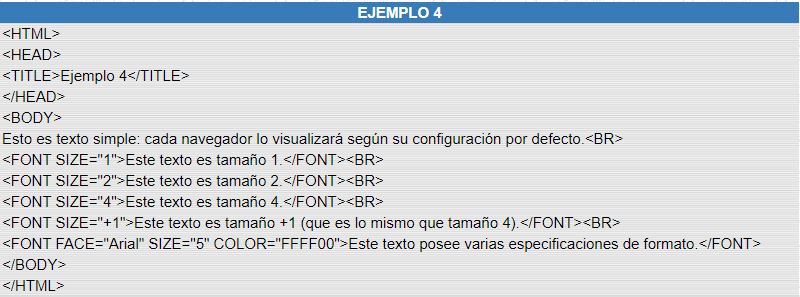 EJEMPLO 4
<HTML>
<HEAD>
<TITLE>Ejemplo 4</TITLE>
</HEAD>
<BODY>
Esto es texto simple: cada navegador lo visualizará según su configuración por defecto.<BR>
<FONT SIZE="1">Este texto es tamaño 1.</FONT><BR>
<FONT SIZE="2">Este texto es tamaño 2.</FONT><BR>
<FONT SIZE="4">Este texto es tamaño 4.</FONT><BR>
<FONT SIZE="+1">Este texto es tamaño +1 (que es lo mismo que tamaño 4).</FONT><BR>
<FONT FACE="Arial" SIZE="5" COLOR="FFFF00">Este texto posee varias especificaciones de formato.</FONT>
</BODY>
</HTML>